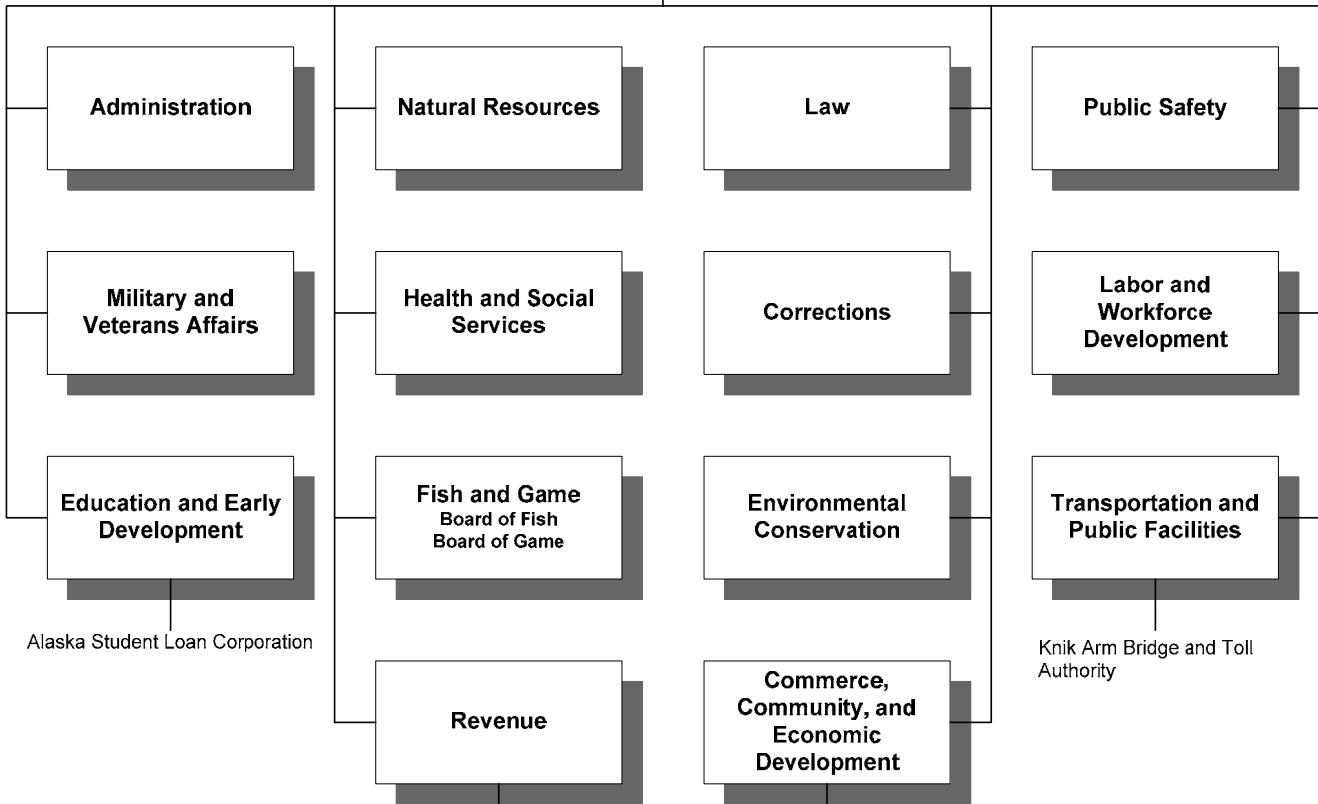 Administration
Natural Resources
Law
Public Safety
Military and
Veterans Affairs
Health and Social
Services
Corrections
Labor and
Workforce
Development
Education and Early
Development
Fish and Game
Board of Fish
Board of Game
Environmental
Conservation
Transportation and
Public Facilities
Alaska Student Loan Corporation
Knik Arm Bridge and Toll
Authority
Revenue
Commerce,
Community, and
Economic
Development